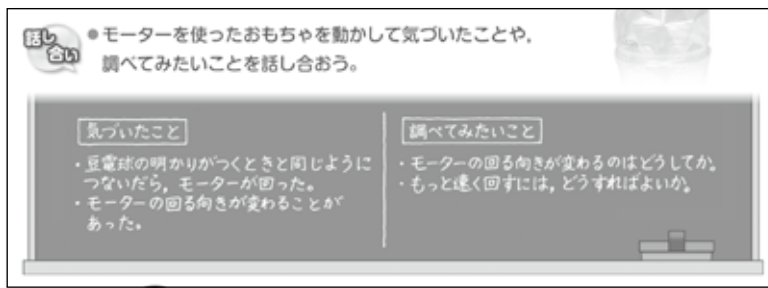 話し合い
●モーターを使ったおもちゃを動かして気づいたことや,
調べてみたいことを話し合おう。
気づいたこと
・豆電球の明かりがつくときと同じように
つないだら,モーターが回った。
・モーターの回る向きが変わることが
あった。
調べてみたいこと
・モーターの回る向きが変わるのはどうしてか。
・もっと速く回すには,どうすればよいか。